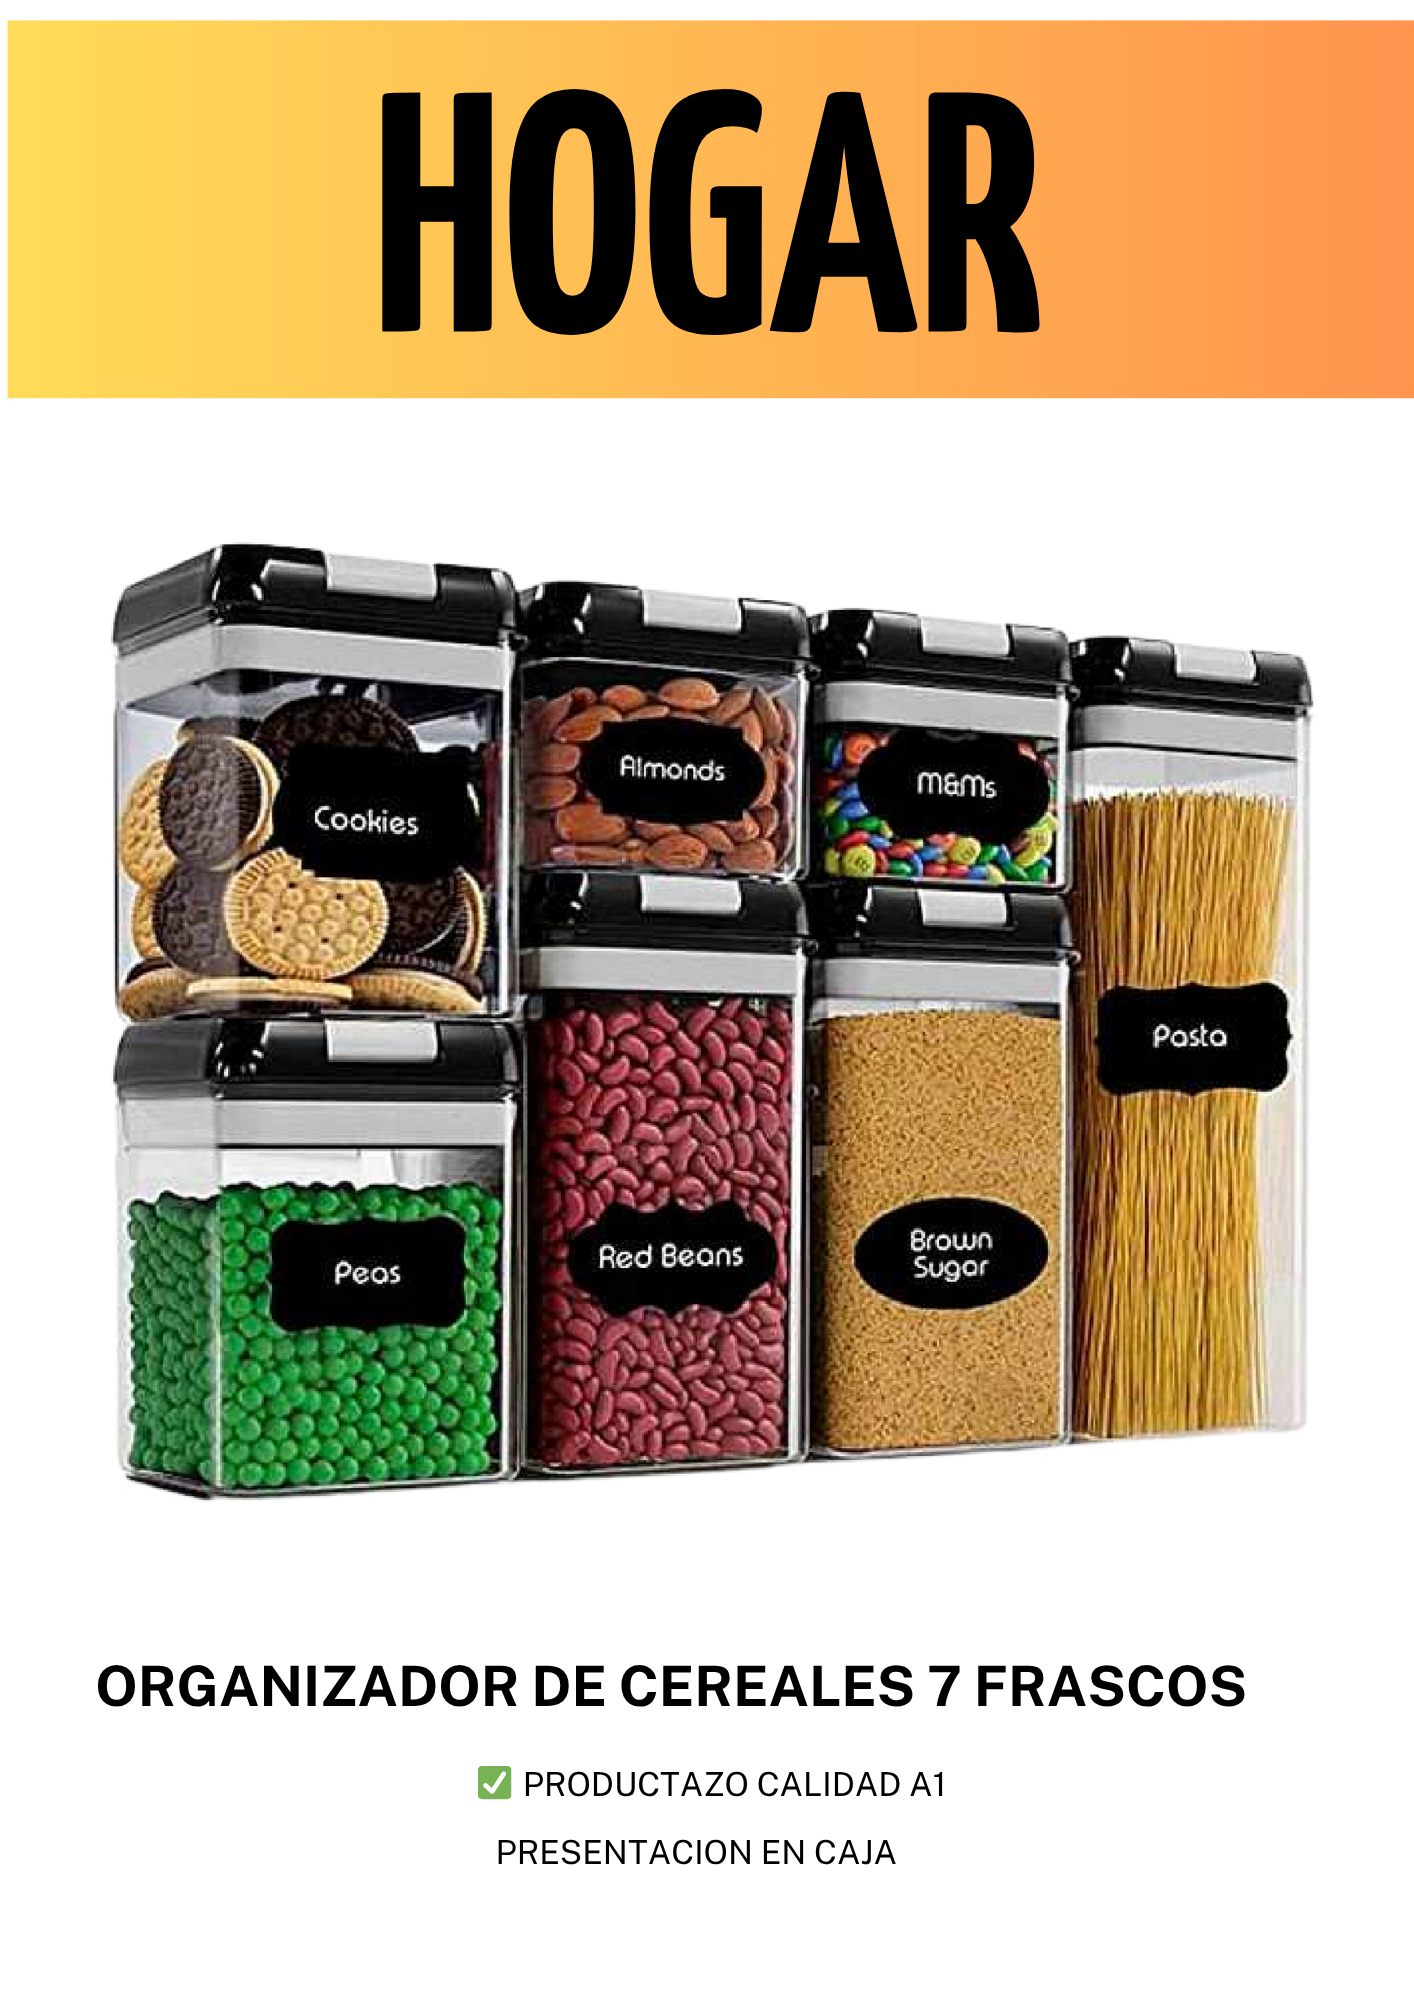 HOGAR
Cookies
Almonds
M&Ms
Pasta
Peas
Red Beans
Brown
Sugar
ORGANIZADOR DE CEREALES 7 FRASCOS
✅ PRODUCTAZO CALIDAD A1
PRESENTACION EN CAJA